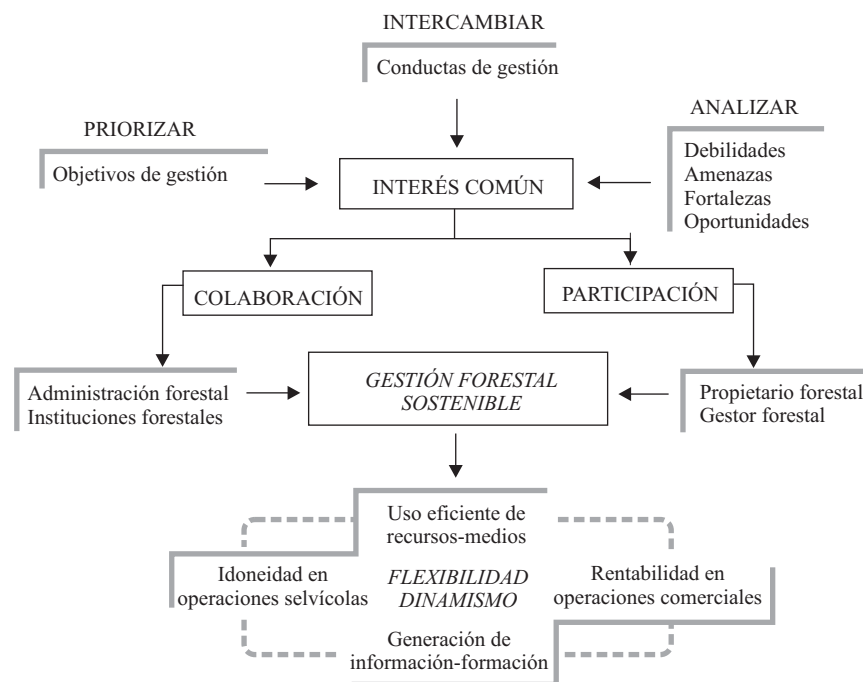 INTERCAMBIAR
Conductas de gestión
PRIORIZAR
Objetivos de gestión
ANALIZAR
Debilidades
Amenazas
Fortalezas
Oportunidades
INTERÉS COMÚN
COLABORACIÓN
PARTICIPACIÓN
Administración forestal
Instituciones forestales
GESTIÓN FORESTAL
SOSTENIBLE
Propietario forestal
Gestor forestal
Uso eficiente de
recursos-medios
Idoneidad en
operaciones selvícolas
FLEXIBILIDAD
DINAMISMO
Rentabilidad en
operaciones comerciales
Generación de
información-formación